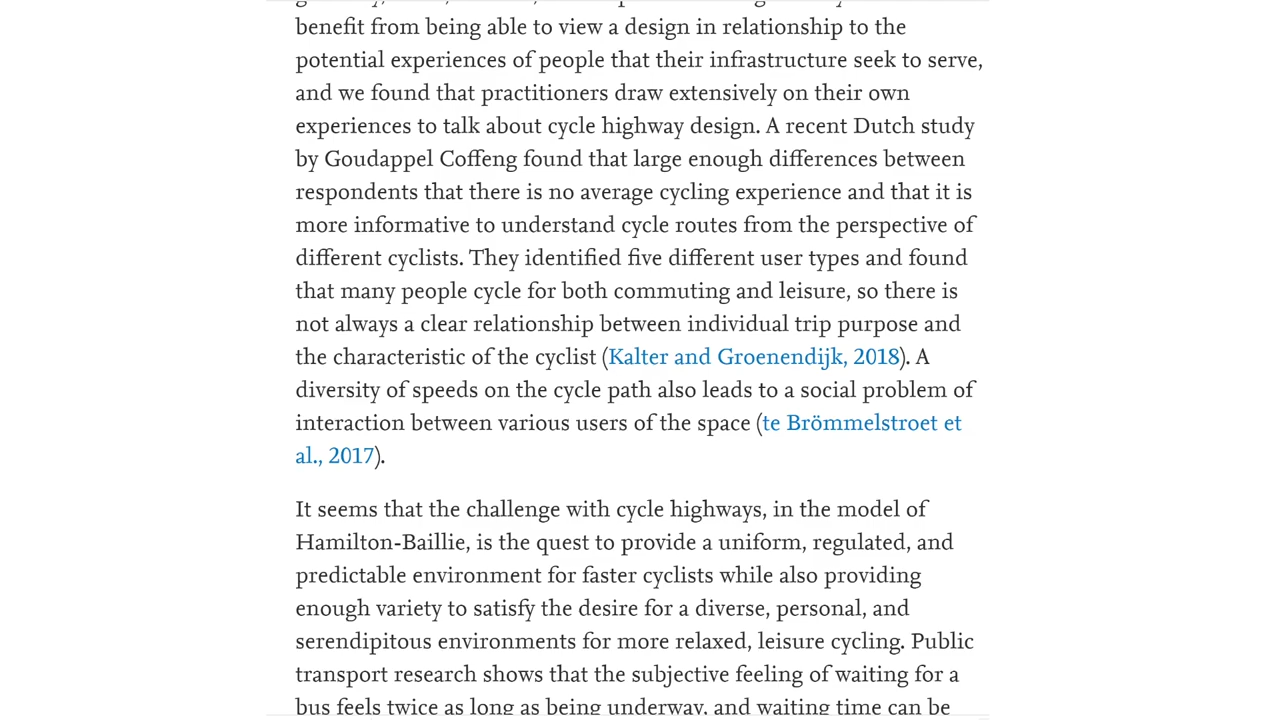 benefit from being able to view a design in relationship to the
potential experiences of people that their infrastructure seek to serve,
and we found that practitioners draw extensively on their own
experiences to talk about cycle highway design. A recent Dutch study
by Goudappel Coffeng found that large enough differences between
respondents that there is no average cycling experience and that it is
more informative to understand cycle routes from the perspective of
different cyclists. They identified five different user types and found
that many people cycle for both commuting and leisure, so there is
not always a clear relationship between individual trip purpose and
the characteristic of the cyclist (Kalter and Groenendijk, 2018). A
diversity of speeds on the cycle path also leads to a social problem of
interaction between various users of the space (te Brömmelstroet et
al., 2017).
It seems that the challenge with cycle highways, in the model of
Hamilton-Baillie, is the quest to provide a uniform, regulated, and
predictable environment for faster cyclists while also providing
enough variety to satisfy the desire for a diverse, personal, and
serendipitous environments for more relaxed, leisure cycling. Public
transport research shows that the subjective feeling of waiting for a
bus feels twice as long as being underway, and waiting time can be